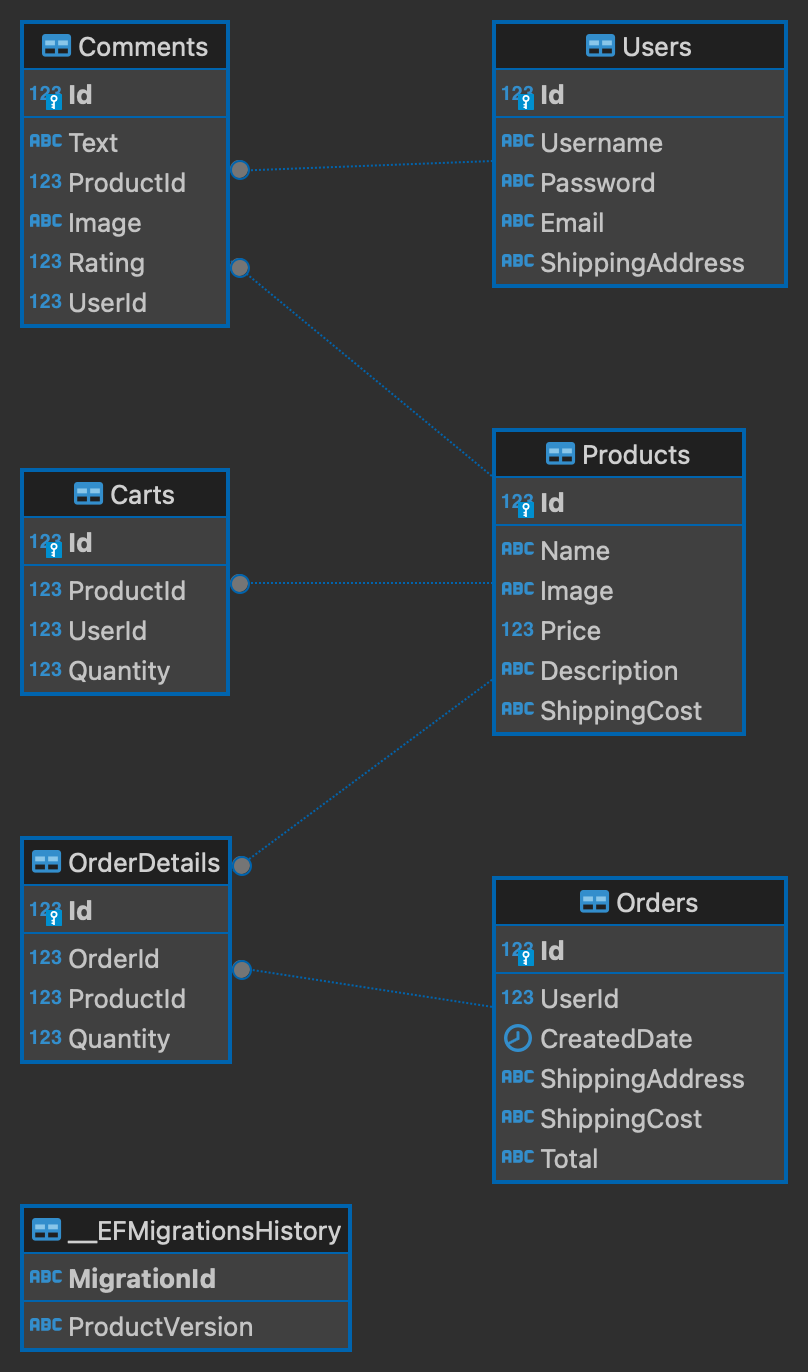 Comments
123 Id
ABC Text
123 ProductId
ABC Image
123 Rating
123 UserId
Users
123 Id
ABC Username
ABC Password
ABC Email
ABC ShippingAddress
Carts
123 Id
123 ProductId
123 UserId
123 Quantity
Products
123 Id
ABC Name
ABC Image
123 Price
ABC Description
ABC ShippingCost
OrderDetails
123 Id
123 OrderId
123 ProductId
123 Quantity
Orders
123 Id
123 UserId
CreatedDate
ABC ShippingAddress
ABC ShippingCost
ABC Total
__EFMigrationsHistory
ABC MigrationId
ABC ProductVersion